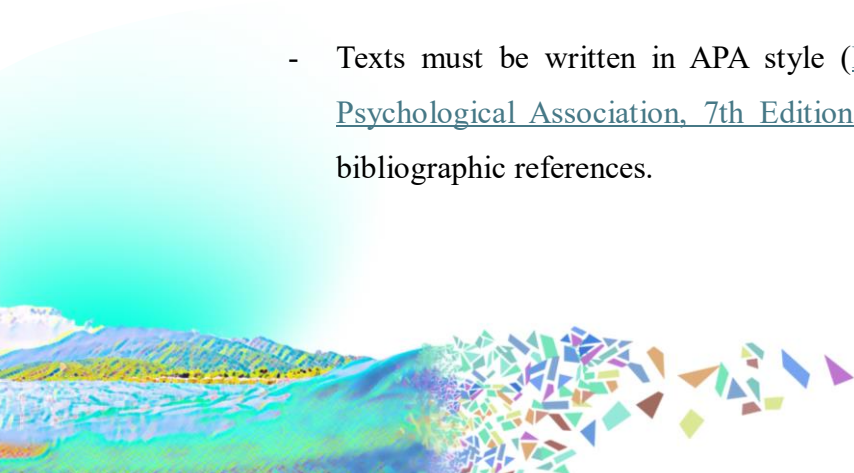 - Texts must be written in APA style (
Psychological Association, 7th Edition
bibliographic references.